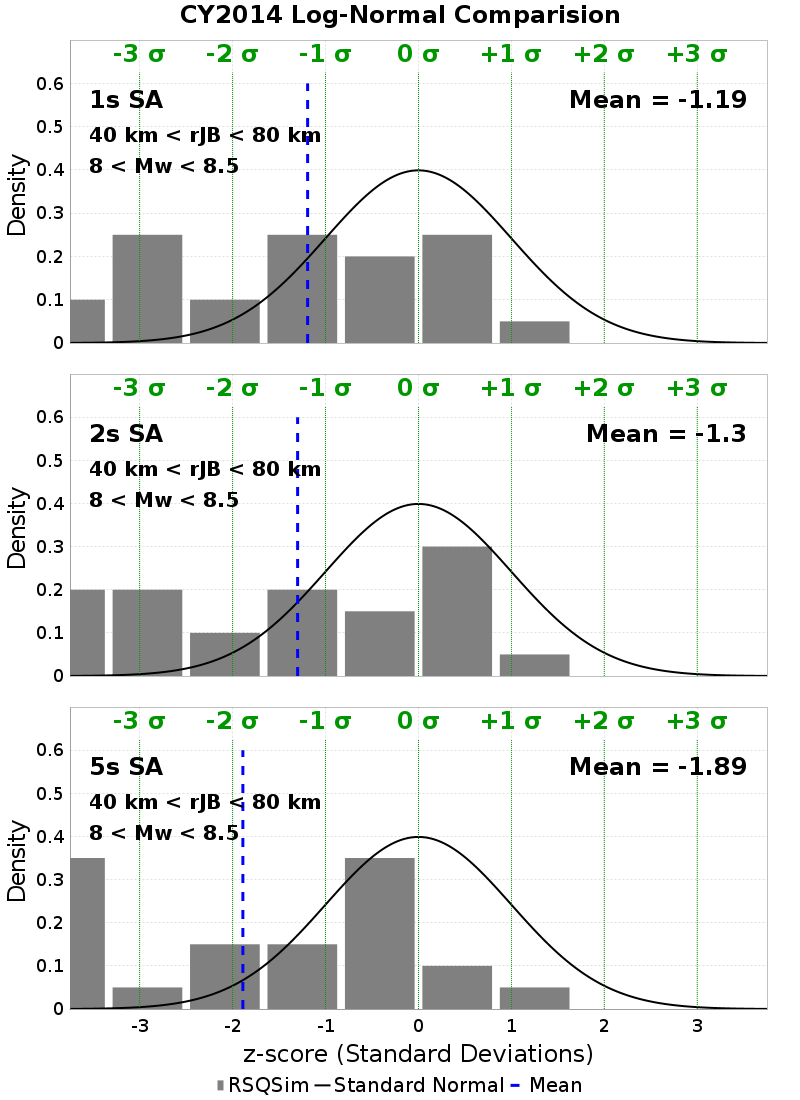 CY2014 Log-Normal Comparision
-3 σ -2 σ -1 σ 0 σ +1 σ +2 σ +3 σ
0.6
1s SA
Mean = -1.19
0.5
40 km < rJB < 80 km
8 < Mw < 8.5
0.4
0.3
0.2
0.1
0
Density
-3 σ -2 σ -1 σ 0 σ +1 σ +2 σ +3 σ
0.6
2s SA
Mean = -1.3
0.5
40 km < rJB < 80 km
8 < Mw < 8.5
0.4
0.3
0.2
0.1
0
Density
-3 σ -2 σ -1 σ 0 σ +1 σ +2 σ +3 σ
0.6
5s SA
Mean = -1.89
0.5
40 km < rJB < 80 km
8 < Mw < 8.5
0.4
0.3
0.2
0.1
0
Density
-3 -2 -1 0 1 2 3
z-score (Standard Deviations)
RSQSim Standard Normal Mean